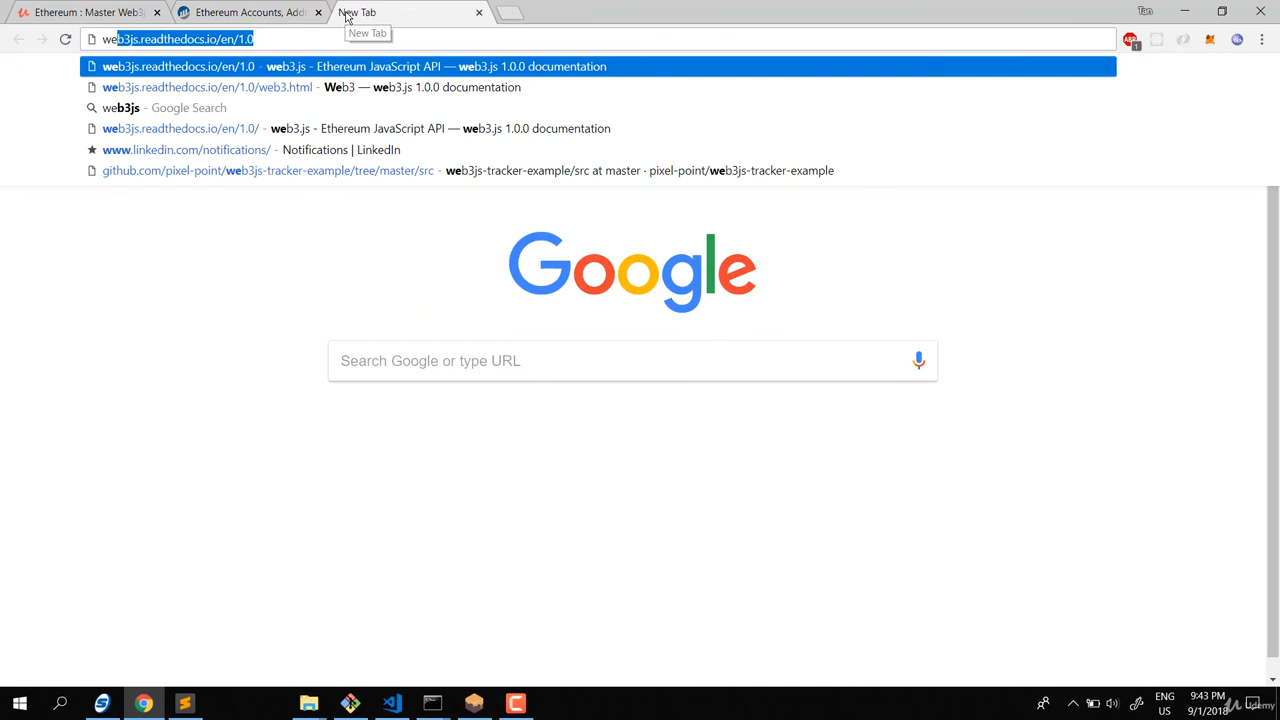 Ethereum : Master Web3j
Ethereum Accounts, Add
New Tab
Tara
New Tab
web3js.readthedocs.io/en/1.0
ABP
1
web3js.readthedocs.io/en/1.0 - web3.js - Ethereum JavaScript API — web3.js 1.0.0 documentation
web3js.readthedocs.io/en/1.0/web3.html - Web3 — web3.js 1.0.0 documentation
web3js - Google Search
web3js.readthedocs.io/en/1.0/ - web3.js - Ethereum JavaScript API — web3.js 1.0.0 documentation
www.linkedin.com/notifications/ - Notifications | LinkedIn
github.com/pixel-point/web3js-tracker-example/tree/master/src - web3js-tracker-example/src at master · pixel-point/web3js-tracker-example
Google
Search Google or type URL
ENG
US
9:43 PM
9/1/2018
Udemy